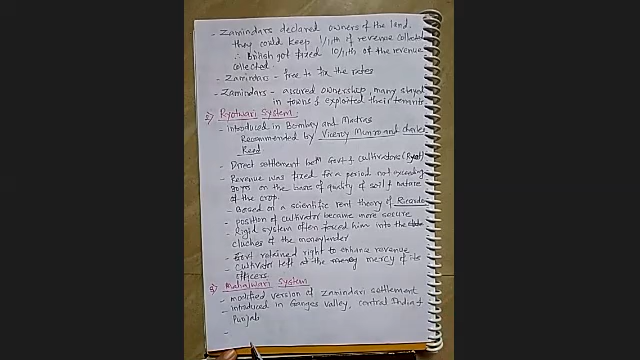 - Zamindars declared owners of the land.
they could keep 1/11th of revenue collected
∴ British got fixed 10/11th of the revenue
collected.
- Zamindars - free to fix the rates
- Zamindars - assured ownership, many stayed
in towns & exploited their tenants.
Ryotwari System:
- introduced in Bombay and Madras
Recommended by Viceroy Munro and Charles
Reed
- Direct settlement betn Govt & cultivators (Ryot)
- Revenue was fixed for a period not exceeding
30yrs on the basis of quality of soil & nature
of the crop.
- Based on a scientific rent theory of Ricardo
- position of cultivator became more secure
- Rigid system often forced him into the
cluches of the moneylender
- Govt retained right to enhance revenue
- Cultivator left at the mercy of its
officers.
Mahalwari System
- modified version of Zamindari settlement
- introduced in Ganges Valley, Central India &
Punjab
-